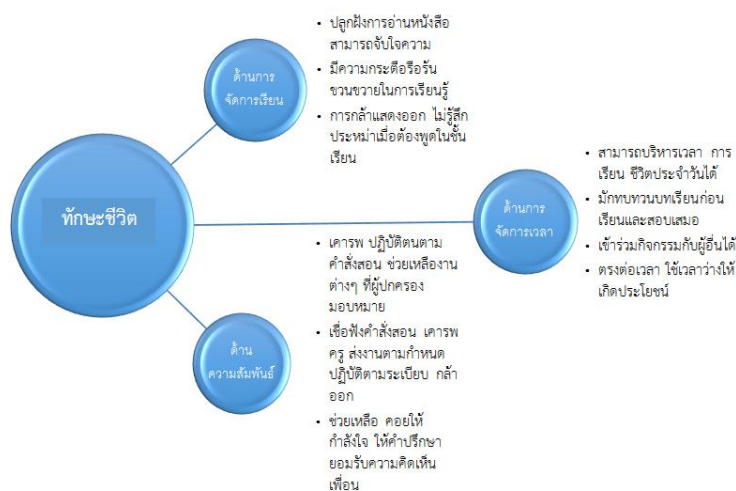 ทักษะชีวิต
ด้านการ
จัดการเรียน
• ปลูกฝังการอ่านหนังสือ
สามารถจับใจความ
• มีความกระตือรือร้น
ขวนขวายในการเรียนรู้
• การกล้าแสดงออก ไม่รู้สึก
ประหม่าเมื่อต้องพูดในชั้น
เรียน
ด้านการ
จัดการเวลา
• สามารถบริหารเวลา การ
เรียน ชีวิตประจำวันได้
• มักทบทวนบทเรียนก่อน
เรียนและสอบเสมอ
• เข้าร่วมกิจกรรมกับผู้อื่นได้
• ตรงต่อเวลา ใช้เวลาว่างให้
เกิดประโยชน์
ด้าน
ความสัมพันธ์
• เคารพ ปฏิบัติตนตาม
คำสั่งสอน ช่วยเหลืองาน
ต่างๆ ที่ผู้ปกครอง
มอบหมาย
• เชื่อฟังคำสั่งสอน เคารพ
ครู ส่งงานตามกำหนด
ปฏิบัติตามระเบียบ กล้า
ออก
• ช่วยเหลือ คอยให้
กำลังใจ ให้คำปรึกษา
ยอมรับความคิดเห็น
เพื่อน